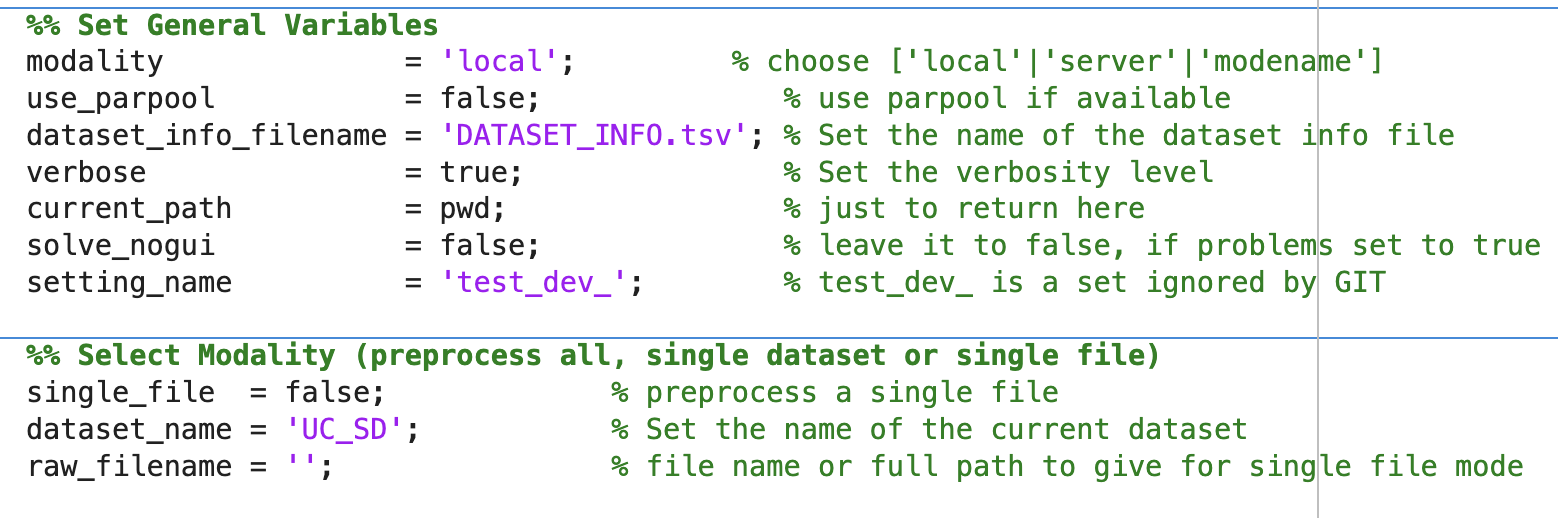 %% Set General Variables
modality              = 'local';         % choose ['local'|'server'|'modename']
use_parpool           = false;              % use parpool if available
dataset_info_filename = 'DATASET_INFO.tsv'; % Set the name of the dataset info file
verbose               = true;               % Set the verbosity level
current_path          = pwd;                % just to return here
solve_nogui           = false;              % leave it to false, if problems set to true
setting_name          = 'test_dev_';        % test_dev_ is a set ignored by GIT
%% Select Modality (preprocess all, single dataset or single file)
single_file  = false;             % preprocess a single file
dataset_name = 'UC_SD';           % Set the name of the current dataset
raw_filename = '';                % file name or full path to give for single file mode